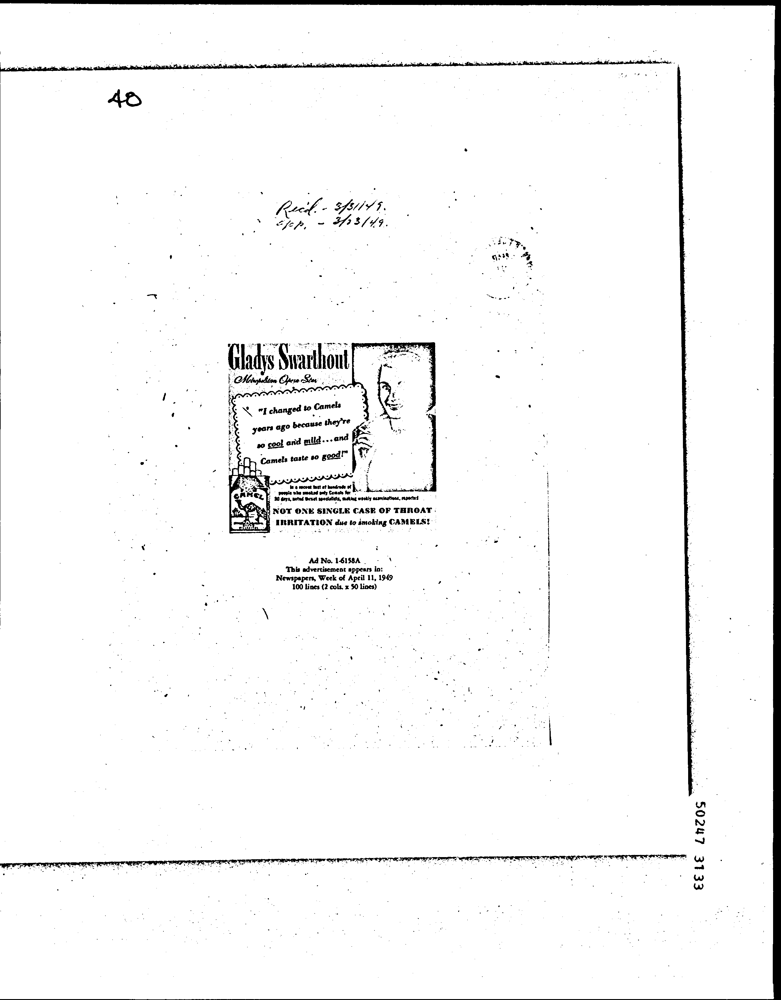 40
Rec'd. - 3/31/49.
- 3/23/49.
Gladys Swarthout
Metropolitan Opera Star
"I changed to Camels
years ago because they're
so cool and mild...and
Camels taste so good!"
CAMEL
In a recent test of hundreds of
people who smoked only Camels for
30 days, noted throat specialists, making weekly examinations, reported
NOT ONE SINGLE CASE OF THROAT
IRRITATION due to smoking CAMELS!
Ad No. 1-6158A
This advertisement appears in:
Newspapers, Week of April 11, 1949
100 lines (2 cols. x 50 lines)
50247 3133